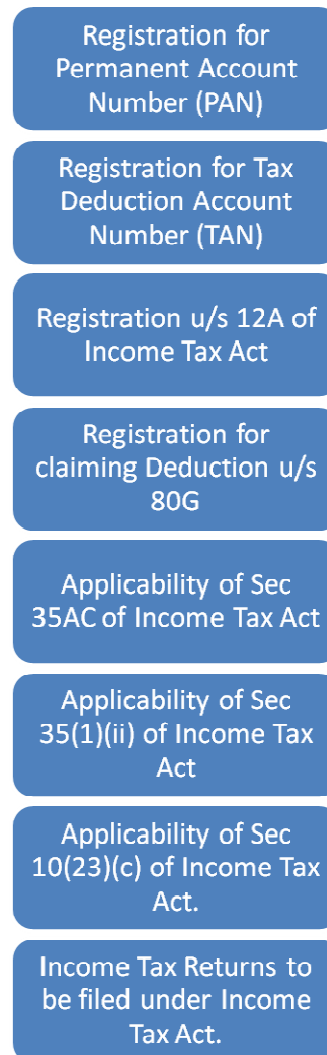 Registration for
Permanent Account
Number (PAN)
Registration for Tax
Deduction Account
Number (TAN)
Registration u/s 12A of
Income Tax Act
Registration for
claiming Deduction u/s
80G
Applicability of Sec
35AC of Income Tax Act
Applicability of Sec
35(1)(ii) of Income Tax
Act
Applicability of Sec
10(23)(c) of Income Tax
Act.
Income Tax Returns to
be filed under Income
Tax Act.